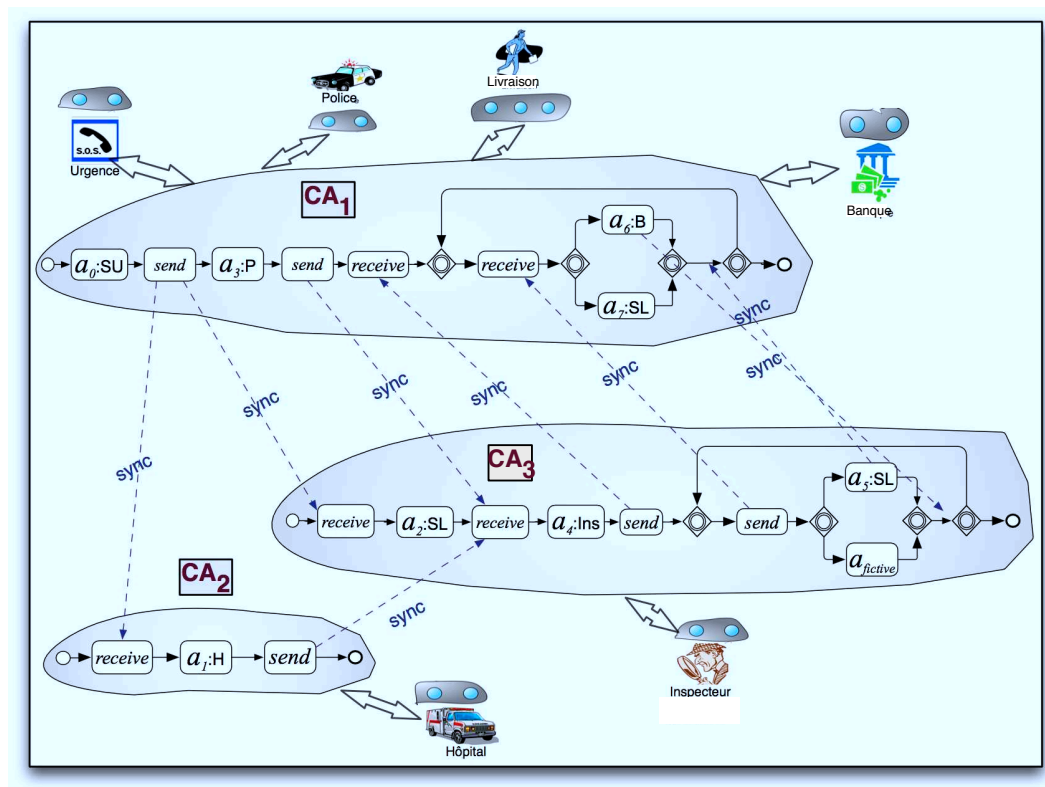 Livraison
Police
s.o.s.
Urgence
Banque
CA1
a6:B
a0:SU
send
a3:P
send
receive
receive
a7:SL
sync
sync
sync
sync
sync
sync
sync
CA3
a5:SL
receive
a2:SL
receive
a4:Ins
send
send
afictive
CA2
sync
receive
a1:H
send
Inspecteur
Hôpital